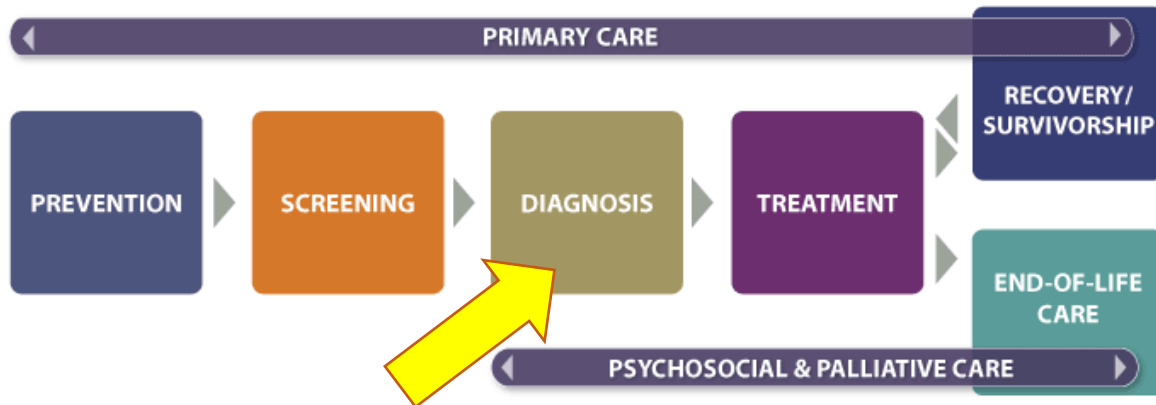 PRIMARY CARE
PREVENTION
SCREENING
DIAGNOSIS
TREATMENT
RECOVERY/
SURVIVORSHIP
END-OF-LIFE
CARE
PSYCHOSOCIAL & PALLIATIVE CARE